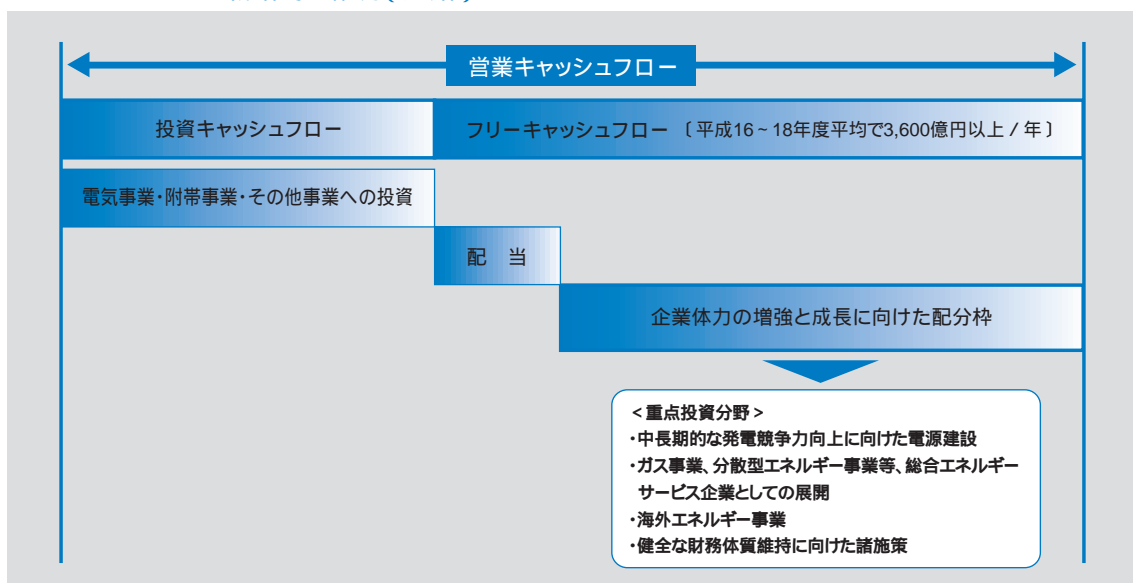 営業キャッシュフロー
投資キャッシュフロー
フリーキャッシュフロー〔平成16~18年度平均で3,600億円以上/年〕
電気事業・附帯事業・その他事業への投資
配 当
企業体力の増強と成長に向けた配分枠
<重点投資分野>
・中長期的な発電競争力向上に向けた電源建設
・ガス事業、分散型エネルギー事業等、総合エネルギー
サービス企業としての展開
・海外エネルギー事業
・健全な財務体質維持に向けた諸施策